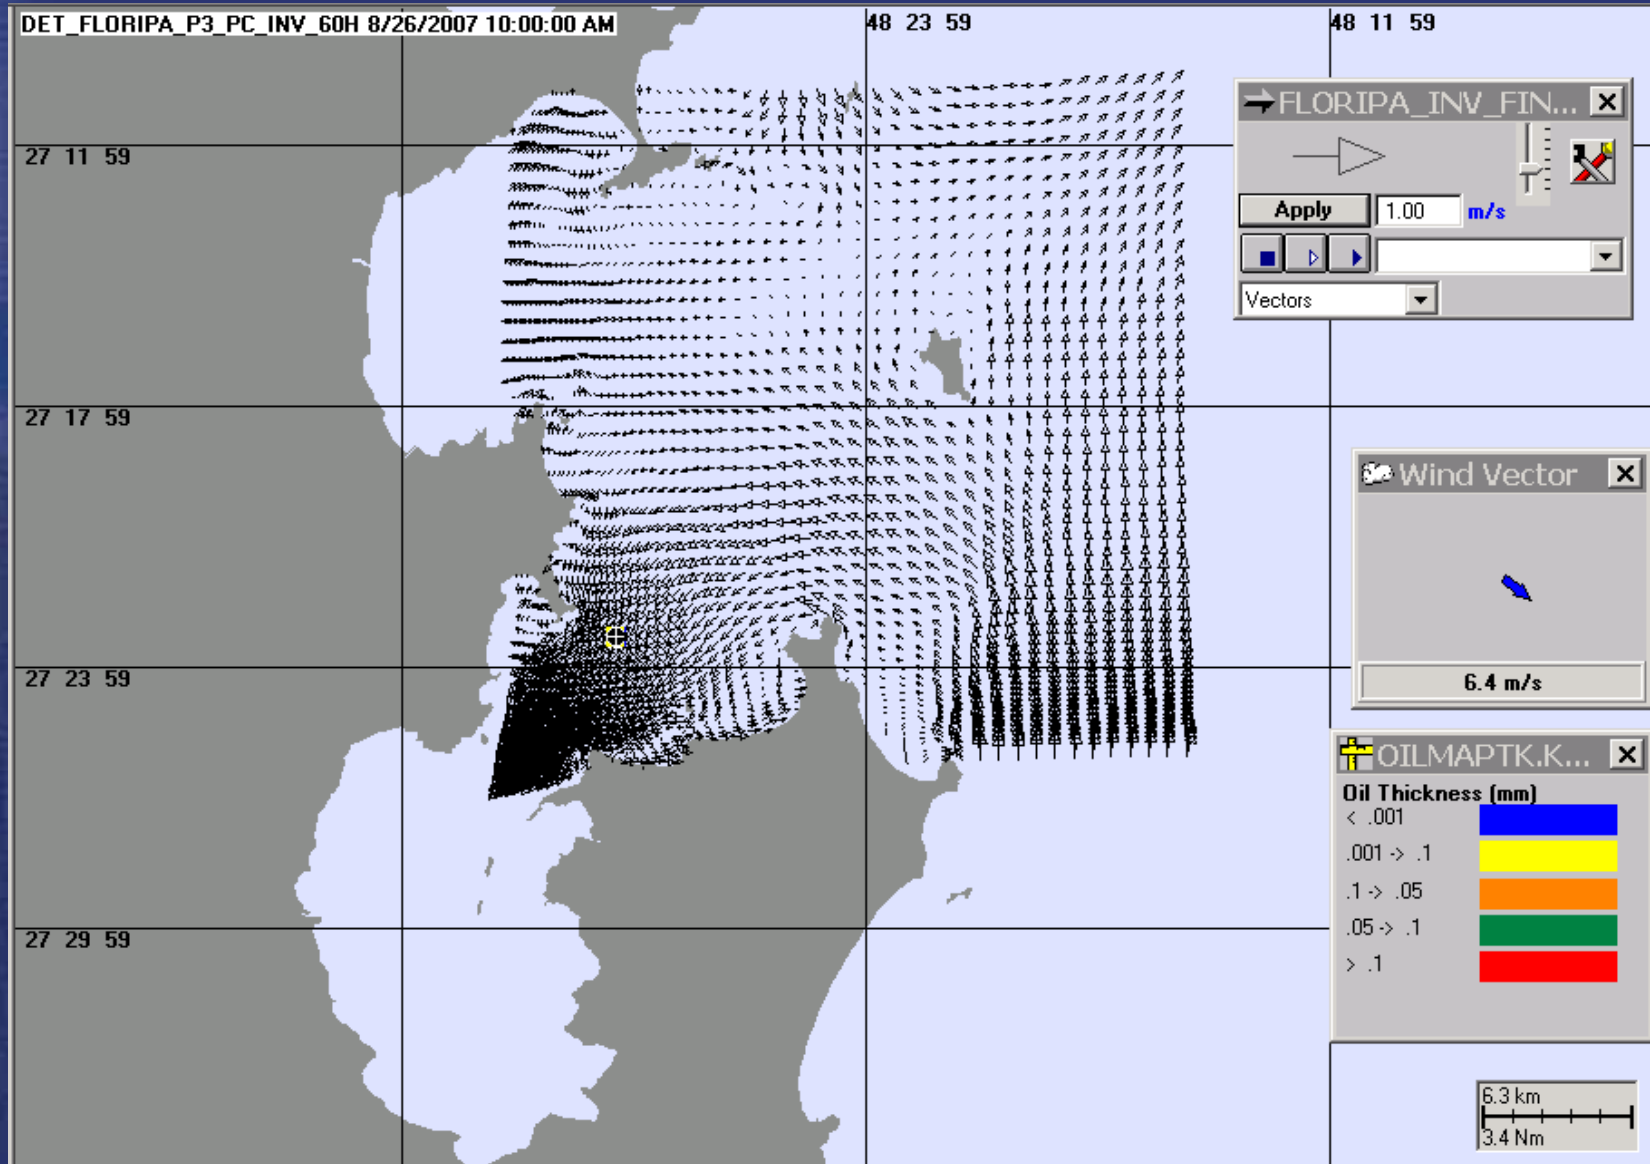 DET_FLORIPA_P3_PC_INV_60H 8/26/2007 10:00:00 AM
48 23 59
48 11 59
27 11 59
27 17 59
27 23 59
27 29 59
FLORIPA_INV_FIN...
Apply
1.00
m/s
Vectors
Wind Vector
6.4 m/s
OILMAPTK.K...
Oil Thickness (mm)
< .001
.001 -> .1
.1 -> .05
.05 -> .1
> .1
6.3 km
3.4 Nm